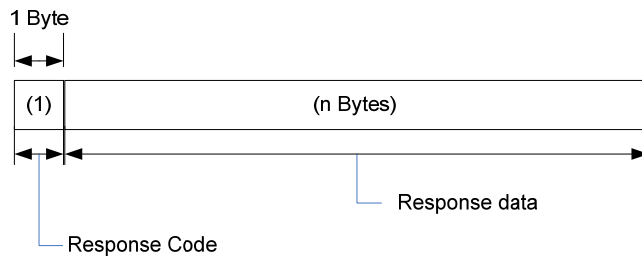 1 Byte
(1)
(n Bytes)
Response data
Response Code